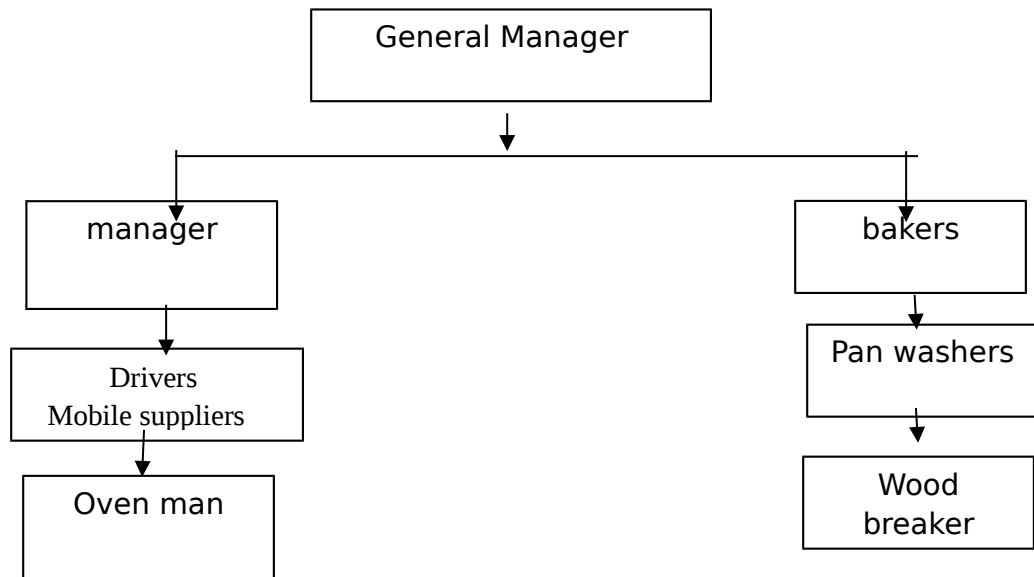 General Manager
manager
bakers
Drivers
Mobile suppliers
Pan washers
Oven man
Wood
breaker